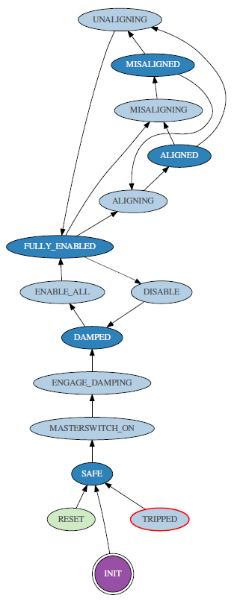 UNALIGNING
MISALIGNED
MISALIGNING
ALIGNED
ALIGNING
FULLY_ENABLED
ENABLE_ALL
DISABLE
DAMPED
ENGAGE_DAMPING
MASTERSWITCH_ON
SAFE
RESET
TRIPPED
INIT